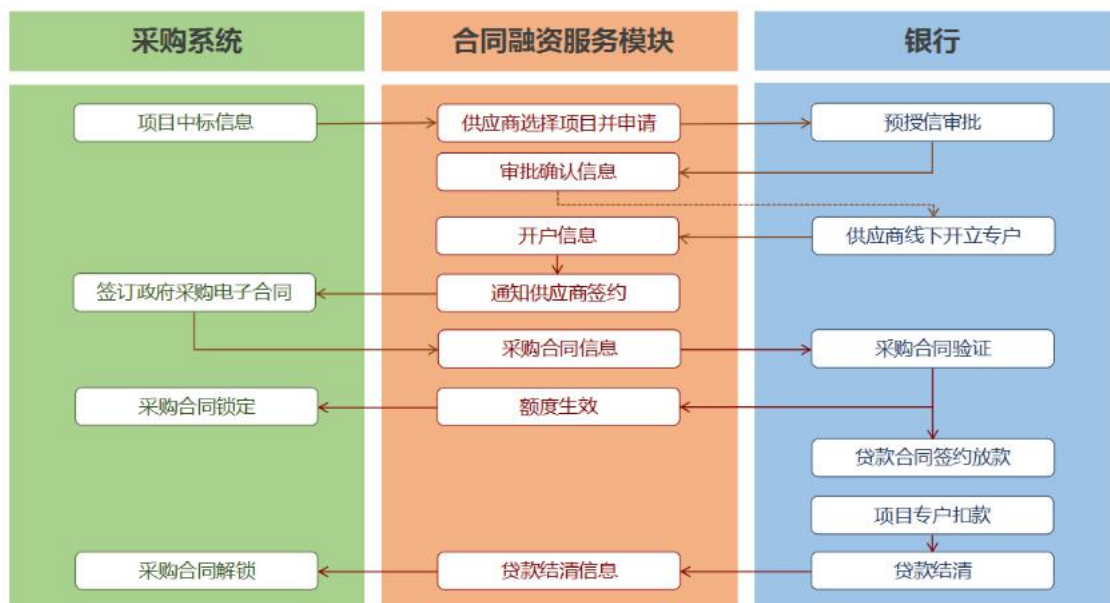 采购系统
合同融资服务模块
银行
项目中标信息
供应商选择项目并申请
预授信审批
审批确认信息
开户信息
供应商线下开立专户
签订政府采购电子合同
通知供应商签约
采购合同信息
采购合同验证
采购合同锁定
额度生效
贷款合同签约放款
项目专户扣款
采购合同解锁
贷款结清信息
贷款结清